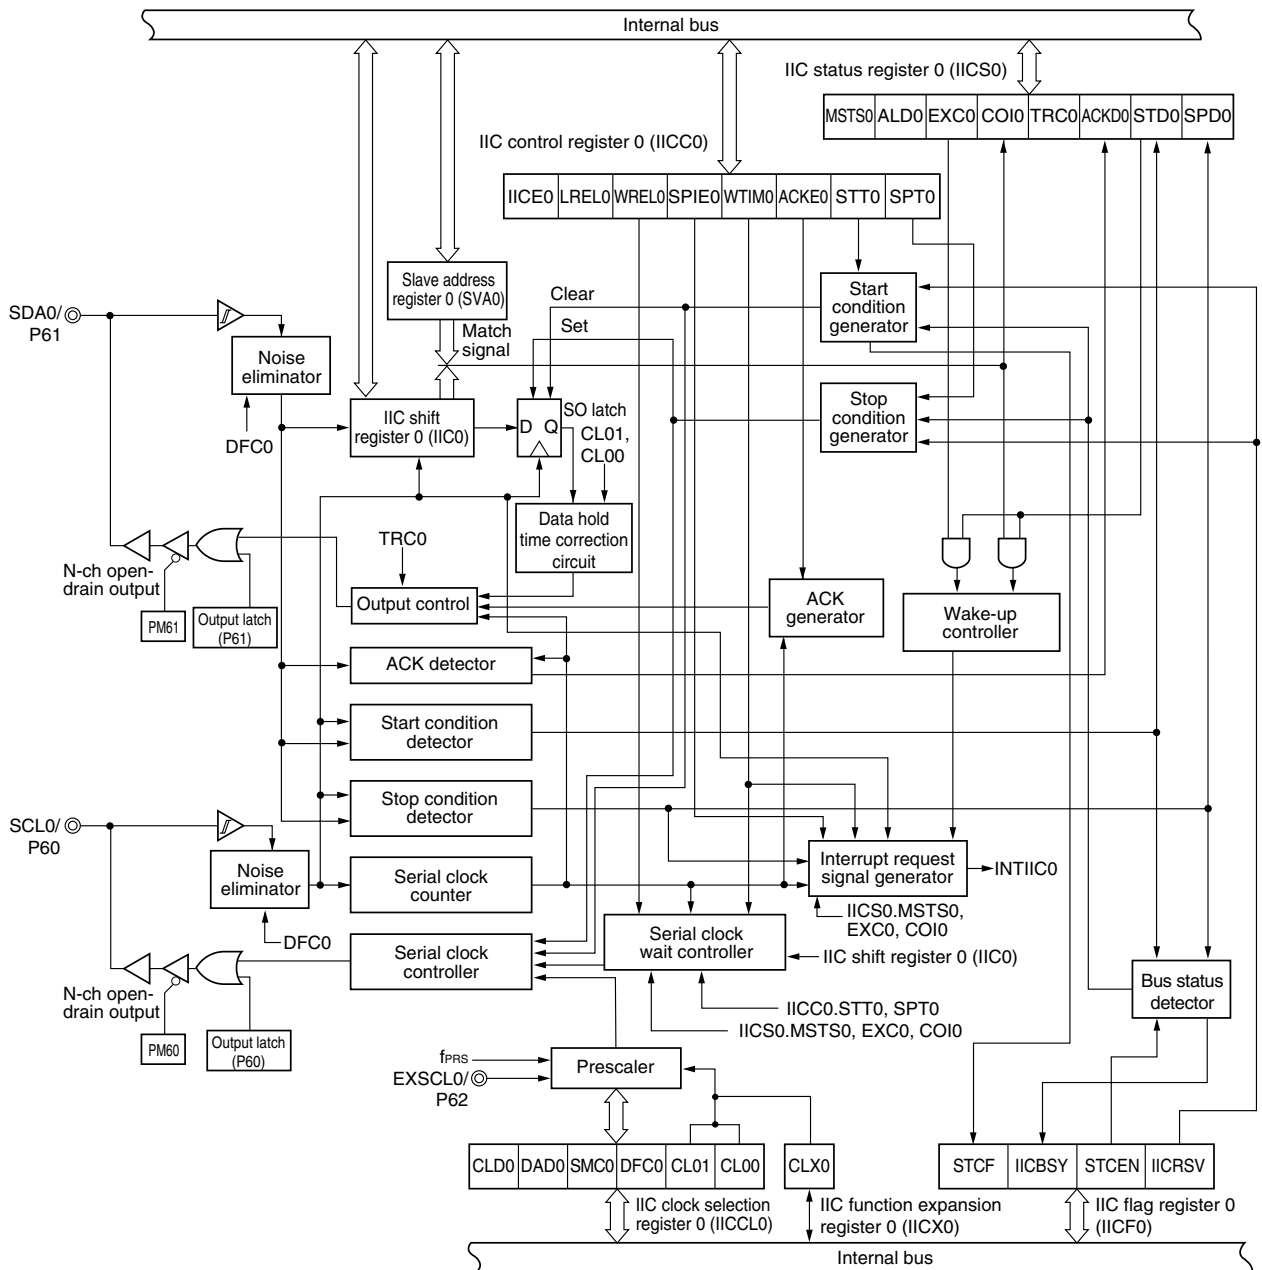 Internal bus
IIC status register 0 (IICS0)
MSTS0 ALD0 EXC0 COI0 TRC0 ACKD0 STD0 SPD0
IIC control register 0 (IICC0)
IICE0 LREL0 WREL0 SPIE0 WTIM0 ACKE0 STT0 SPT0
Slave address
register 0 (SVA0)
Clear
Start
condition
generator
SDA0/
P61
Set
Match
signal
Noise
eliminator
Stop
condition
generator
IIC shift
register 0 (IIC0)
D Q
SO latch
CL01,
CL00
DFC0
Data hold
time correction
circuit
TRC0
N-ch open-
drain output
Output control
ACK
generator
Wake-up
controller
PM61
Output latch
(P61)
ACK detector
Start condition
detector
Stop condition
detector
SCL0/
P60
Noise
eliminator
Serial clock
counter
Interrupt request
signal generator
INTIIC0
IICS0.MSTS0,
EXC0, COI0
DFC0
Serial clock
controller
Serial clock
wait controller
IIC shift register 0 (IIC0)
Bus status
detector
N-ch open-
drain output
IICC0.STT0, SPT0
IICS0.MSTS0, EXC0, COI0
PM60
Output latch
(P60)
fPRS
EXSCL0/
P62
Prescaler
CLD0 DAD0 SMC0 DFC0 CL01 CL00
CLX0
STCF IICBSY STCEN IICRSV
IIC clock selection
register 0 (IICCL0)
IIC function expansion
register 0 (IICX0)
IIC flag register 0
(IICF0)
Internal bus